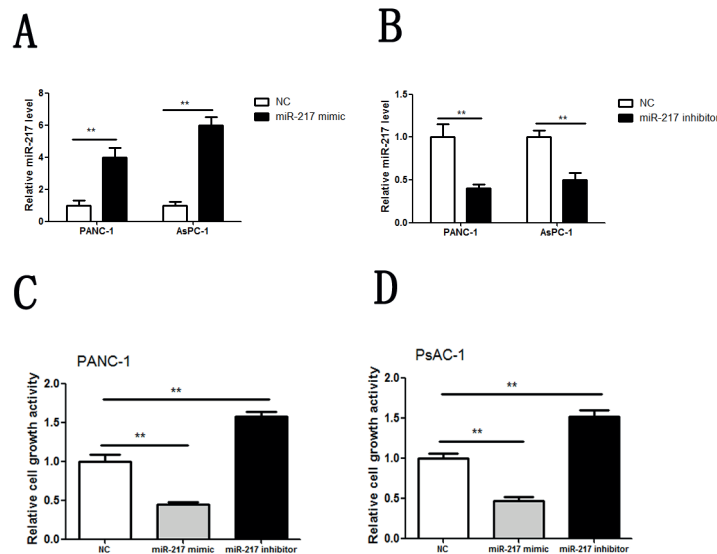 A
Relative miR-217 level
8
6
4
2
0
**
**
PANC-1
AsPC-1
NC
miR-217 mimic
B
Relative miR-217 level
1.5
1.0
0.5
0.0
**
**
PANC-1
AsPC-1
NC
miR-217 inhibitor
C
PANC-1
Relative cell growth activity
2.0
1.5
1.0
0.5
0.0
**
**
NC
miR-217 mimic
miR-217 inhibitor
D
PsAC-1
Relative cell growth activity
2.0
1.5
1.0
0.5
0.0
**
**
NC
miR-217 mimic
miR-217 inhibitor